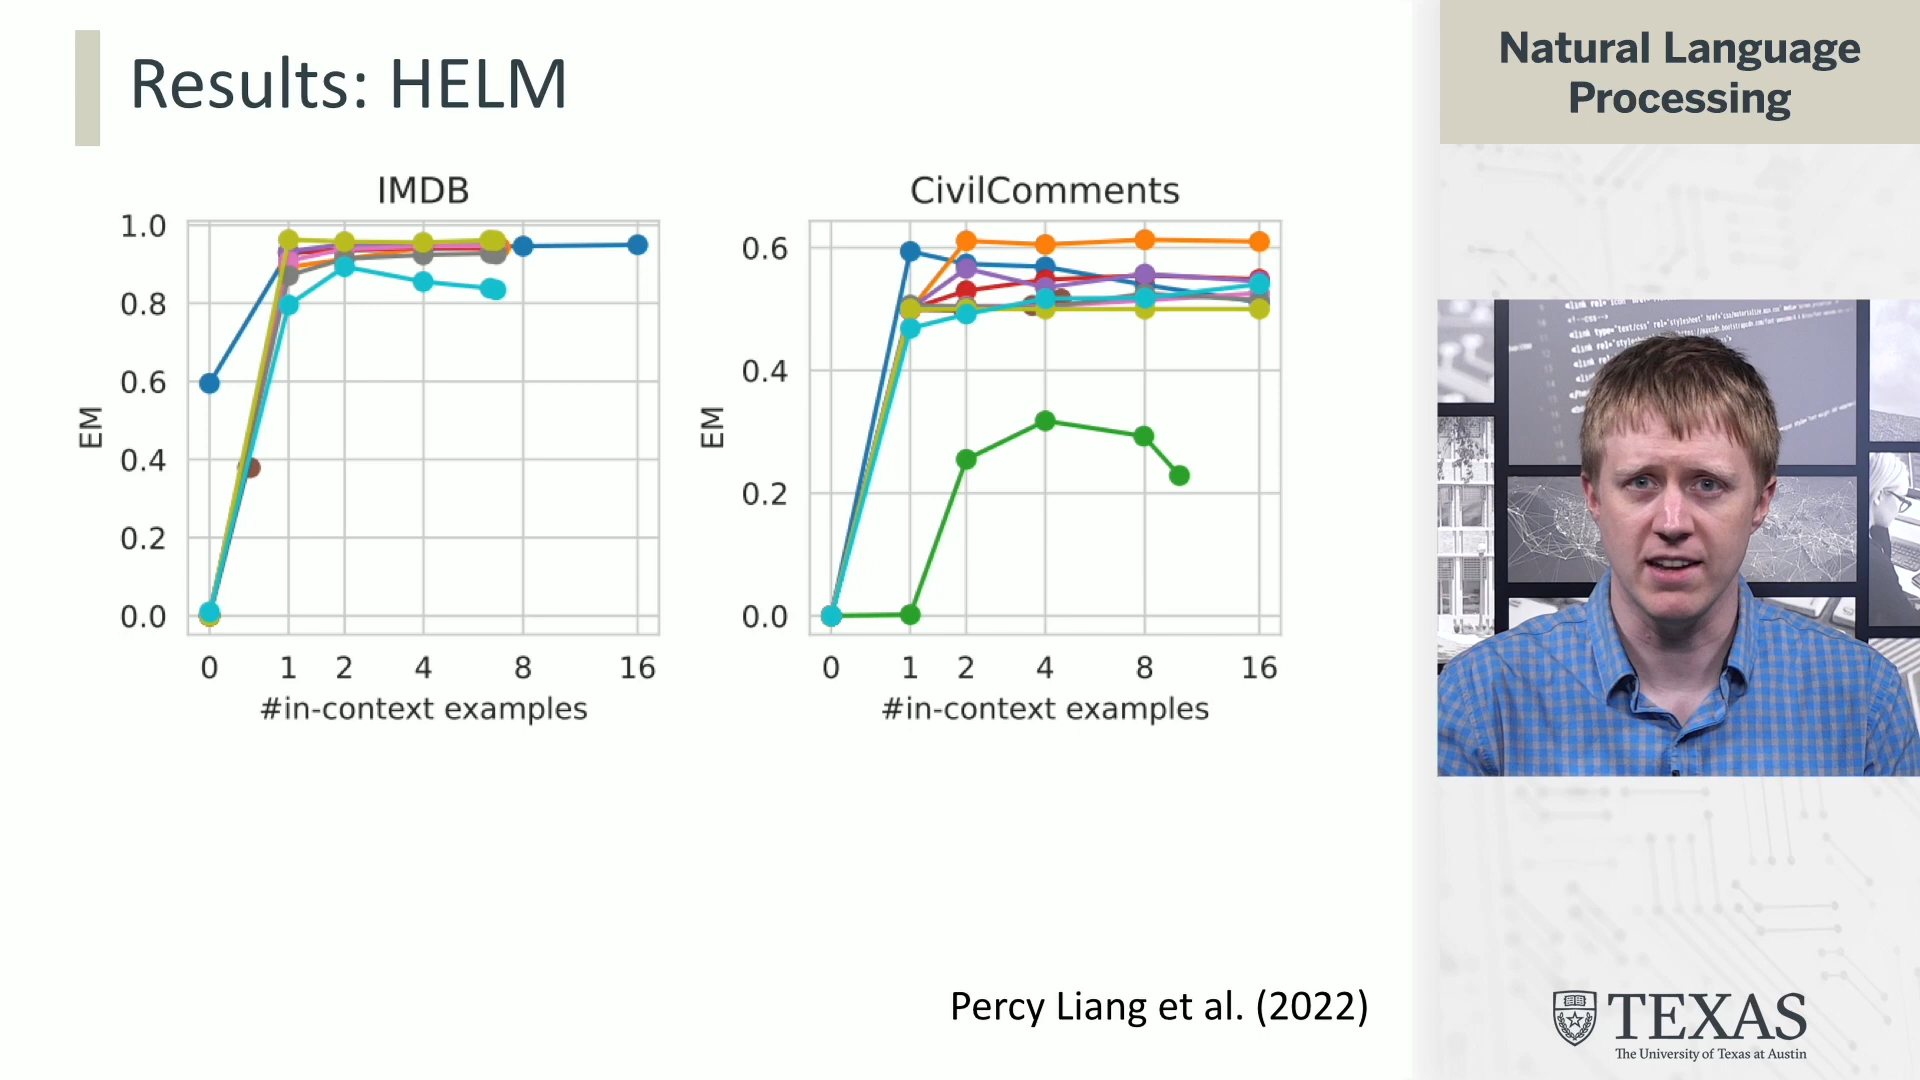 Results: HELM
IMDB
1.0
0.8
0.6
0.4
0.2
0.0
EM
0 1 2 4 8 16
#in-context examples
CivilComments
0.6
0.4
0.2
0.0
EM
0 1 2 4 8 16
#in-context examples
Percy Liang et al. (2022)
Natural Language
Processing
TEXAS
The University of Texas at Austin